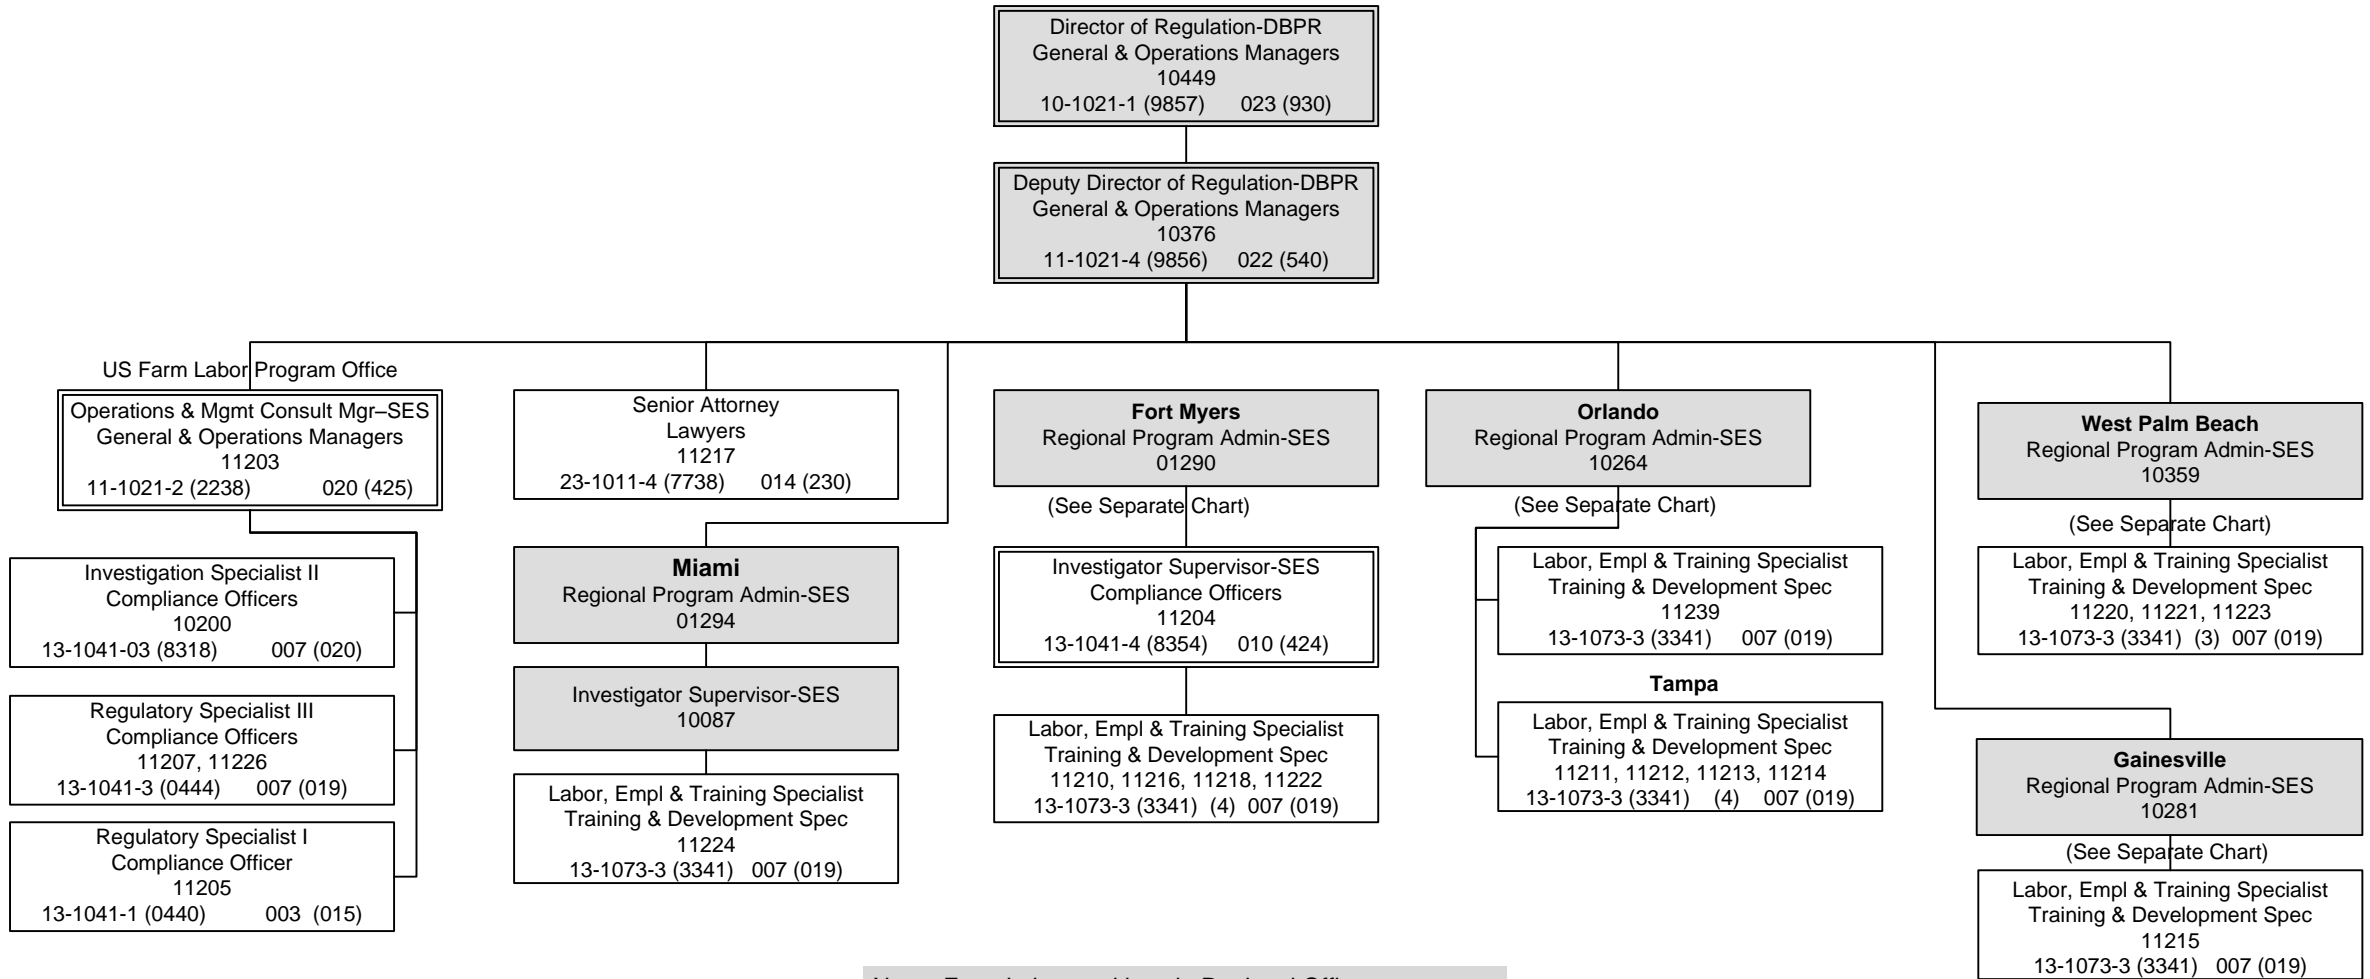 Director of Regulation-DBPR
General & Operations Managers
10449
10-1021-1 (9857) 023 (930)
Deputy Director of Regulation-DBPR
General & Operations Managers
10376
11-1021-4 (9856) 022 (540)
US Farm Labor Program Office
Operations & Mgmt Consult Mgr–SES
General & Operations Managers
11203
11-1021-2 (2238) 020 (425)
Investigation Specialist II
Compliance Officers
10200
13-1041-03 (8318) 007 (020)
Regulatory Specialist III
Compliance Officers
11207, 11226
13-1041-3 (0444) 007 (019)
Regulatory Specialist I
Compliance Officer
11205
13-1041-1 (0440) 003 (015)
Senior Attorney
Lawyers
11217
23-1011-4 (7738) 014 (230)
Miami
Regional Program Admin-SES
01294
Investigator Supervisor-SES
10087
Labor, Empl & Training Specialist
Training & Development Spec
11224
13-1073-3 (3341) 007 (019)
Fort Myers
Regional Program Admin-SES
01290
(See Separate Chart)
Investigator Supervisor-SES
Compliance Officers
11204
13-1041-4 (8354) 010 (424)
Labor, Empl & Training Specialist
Training & Development Spec
11210, 11216, 11218, 11222
13-1073-3 (3341) (4) 007 (019)
Orlando
Regional Program Admin-SES
10264
(See Separate Chart)
Labor, Empl & Training Specialist
Training & Development Spec
11239
13-1073-3 (3341) 007 (019)
Tampa
Labor, Empl & Training Specialist
Training & Development Spec
11211, 11212, 11213, 11214
13-1073-3 (3341) (4) 007 (019)
West Palm Beach
Regional Program Admin-SES
10359
(See Separate Chart)
Labor, Empl & Training Specialist
Training & Development Spec
11220, 11221, 11223
13-1073-3 (3341) (3) 007 (019)
Gainesville
Regional Program Admin-SES
10281
(See Separate Chart)
Labor, Empl & Training Specialist
Training & Development Spec
11215
13-1073-3 (3341) 007 (019)